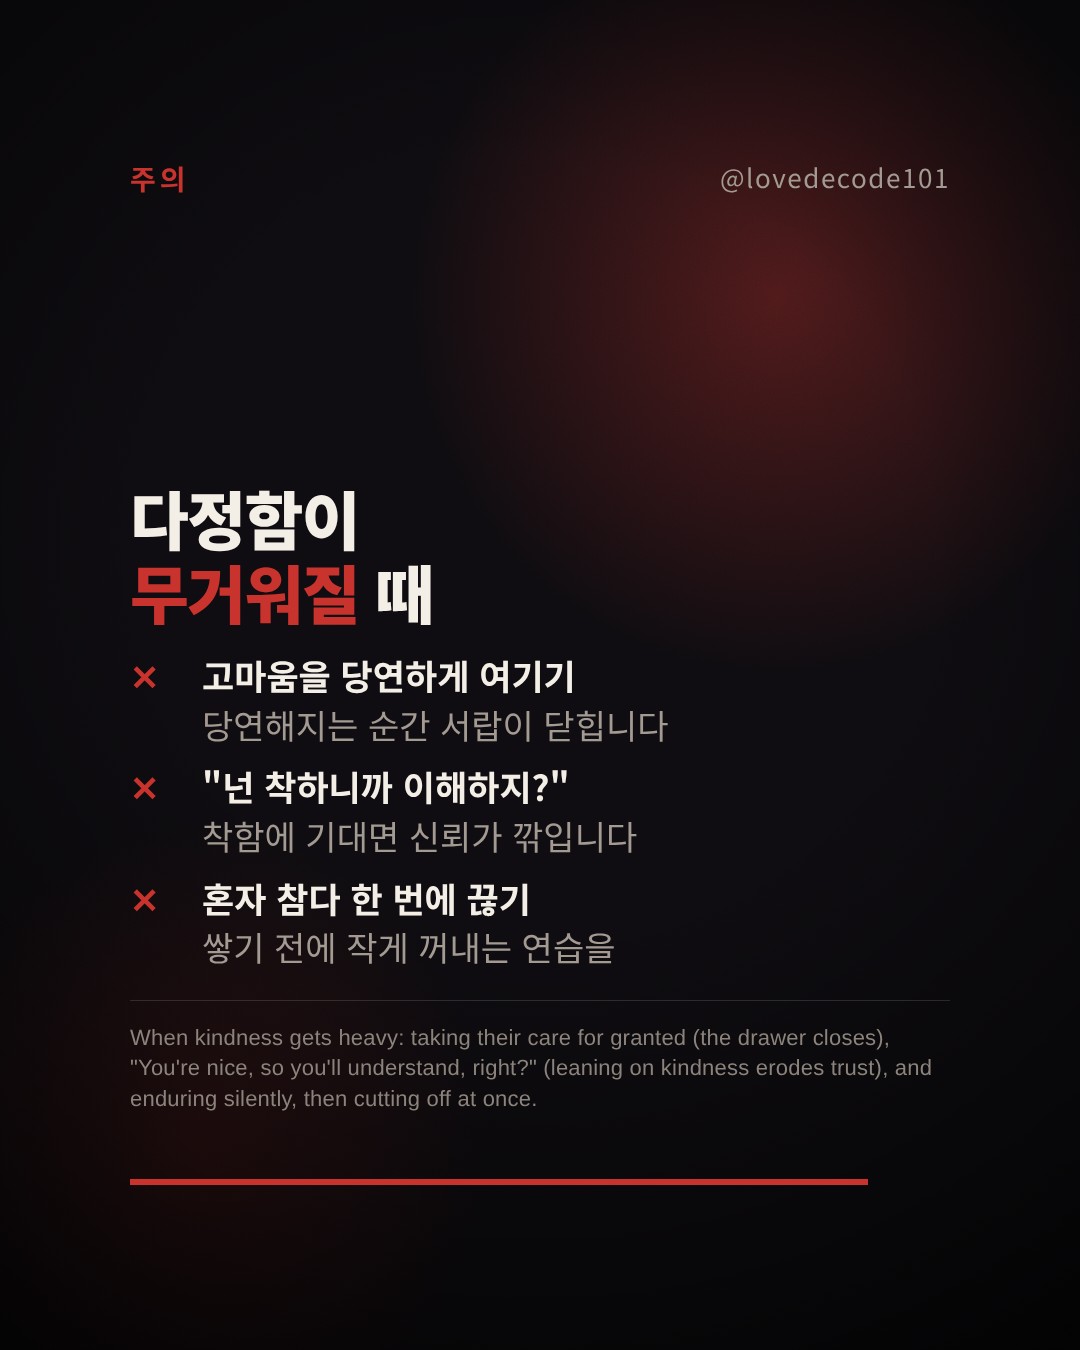 주의
@lovedecode101
다정함이
무거워질 때
✕ 고마움을 당연하게 여기기
당연해지는 순간 서랍이 닫힙니다
✕ "넌 착하니까 이해하지?"
착함에 기대면 신뢰가 깎입니다
✕ 혼자 참다 한 번에 끊기
쌓기 전에 작게 꺼내는 연습을
When kindness gets heavy: taking their care for granted (the drawer closes),
"You're nice, so you'll understand, right?" (leaning on kindness erodes trust), and
enduring silently, then cutting off at once.